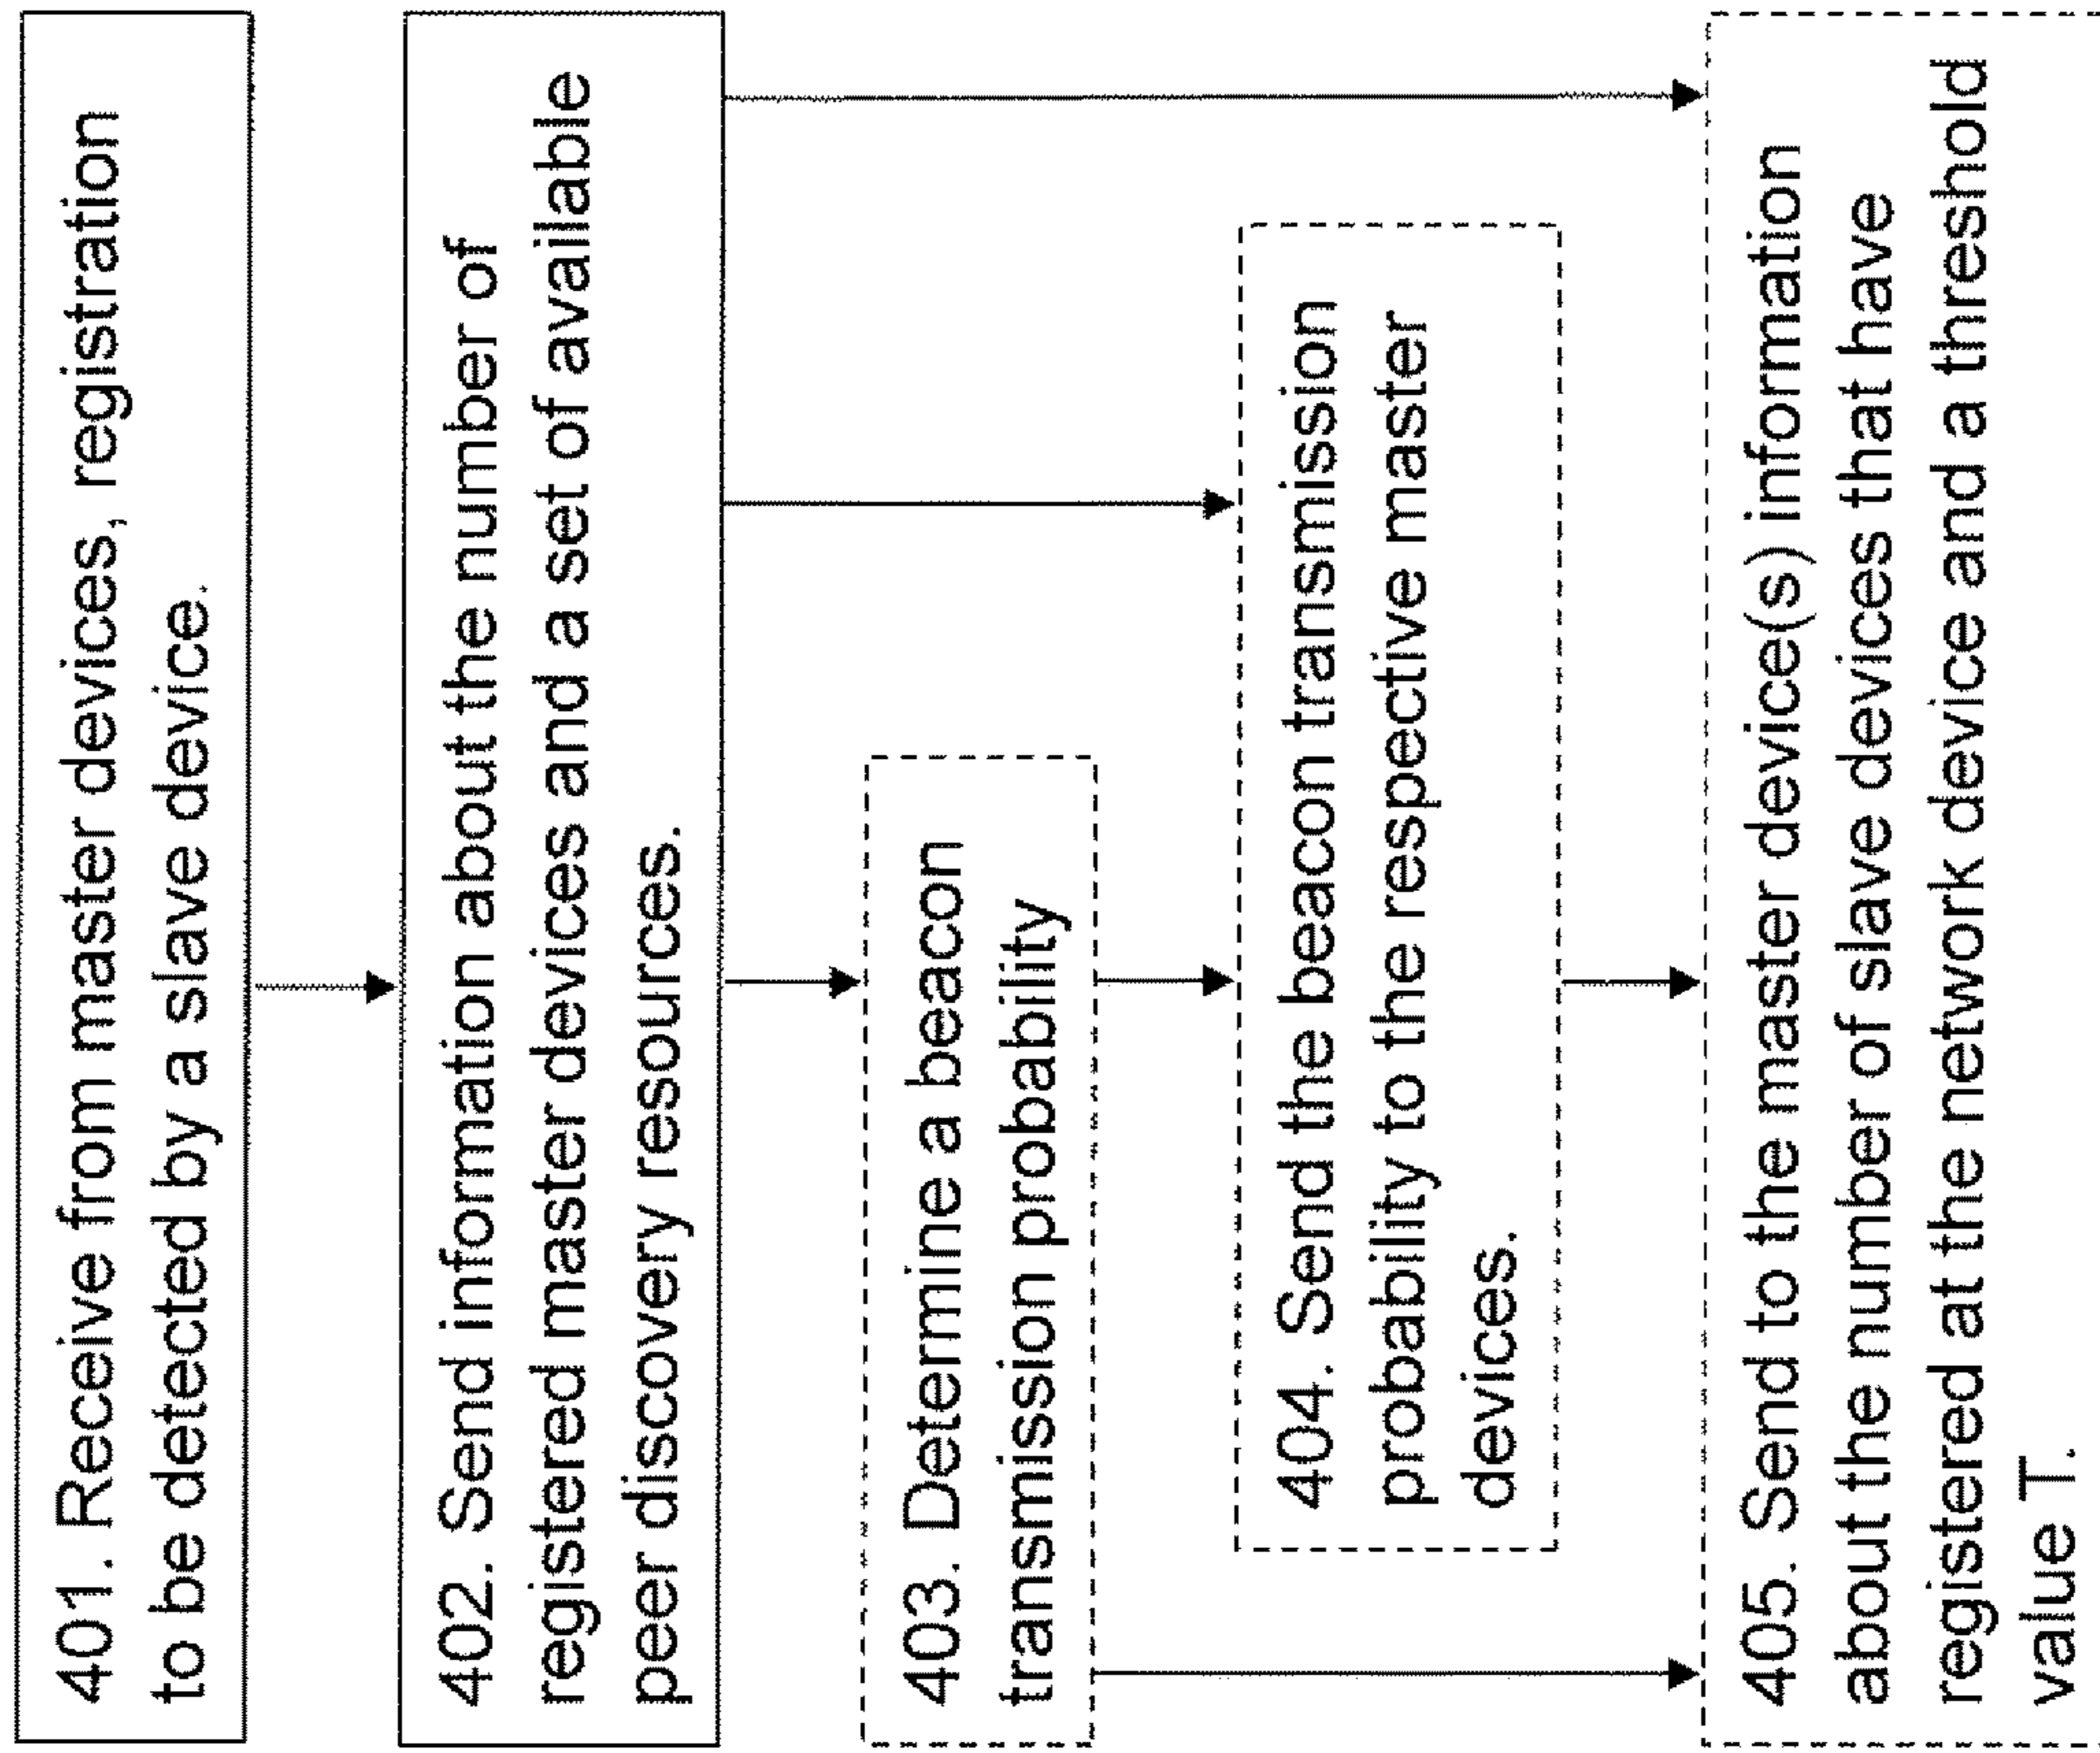 401. Receive from master devices, registration
to be detected by a slave device.
402. Send information about the number of
registered master devices and a set of available
peer discovery resources.
403. Determine a beacon
transmission probability
404. Send the beacon transmission
probability to the respective master
devices.
405. Send to the master device(s) information
about the number of slave devices that have
registered at the network device and a threshold
value T.